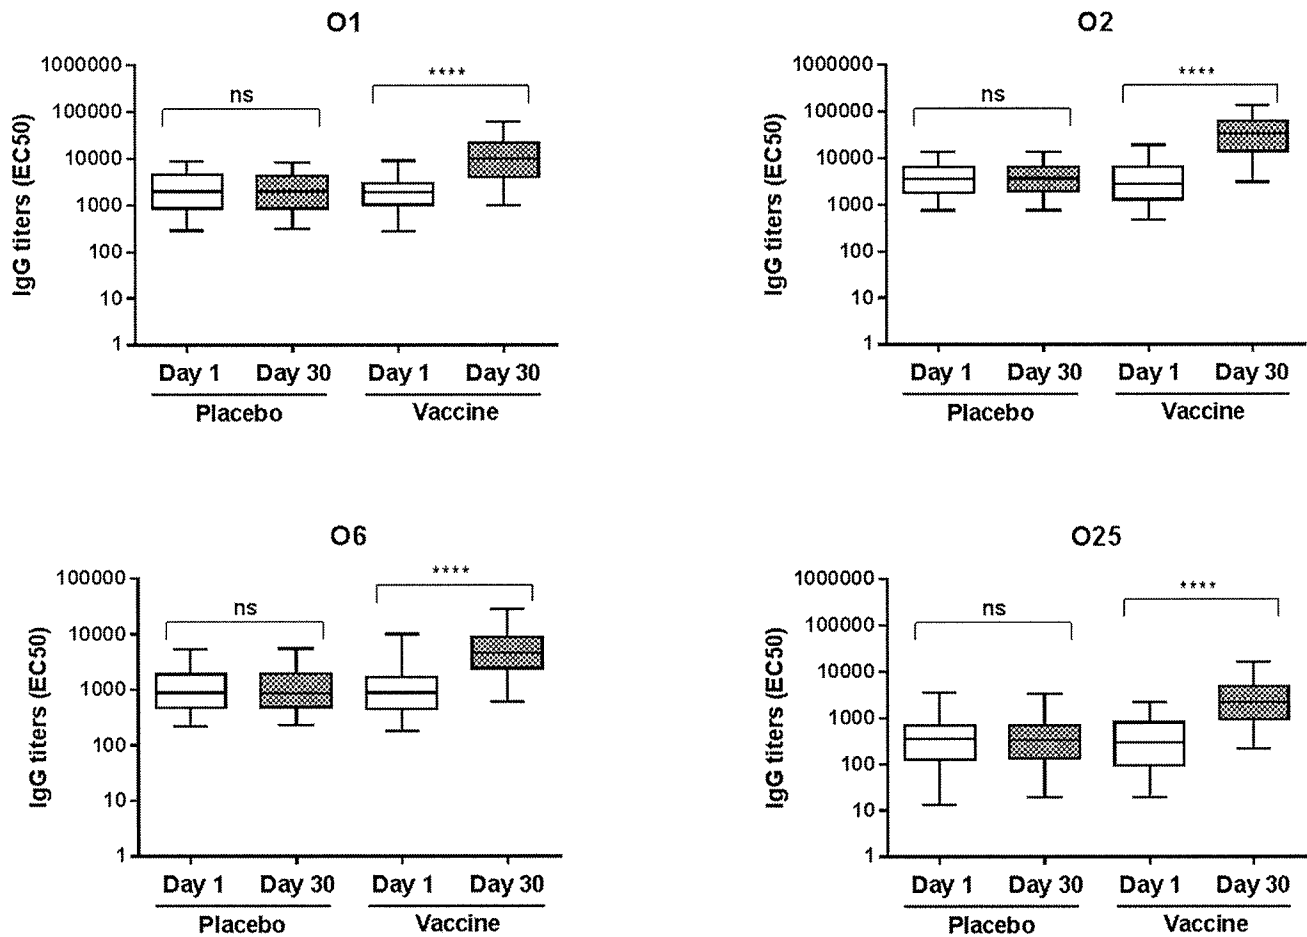 O1
IgG titers (EC50)
1000000
100000
10000
1000
100
10
1
ns
****
Day 1 Day 30 Day 1 Day 30
Placebo Vaccine
O2
IgG titers (EC50)
1000000
100000
10000
1000
100
10
1
ns
****
Day 1 Day 30 Day 1 Day 30
Placebo Vaccine
O6
IgG titers (EC50)
100000
10000
1000
100
10
1
ns
****
Day 1 Day 30 Day 1 Day 30
Placebo Vaccine
O25
IgG titers (EC50)
1000000
100000
10000
1000
100
10
1
ns
****
Day 1 Day 30 Day 1 Day 30
Placebo Vaccine